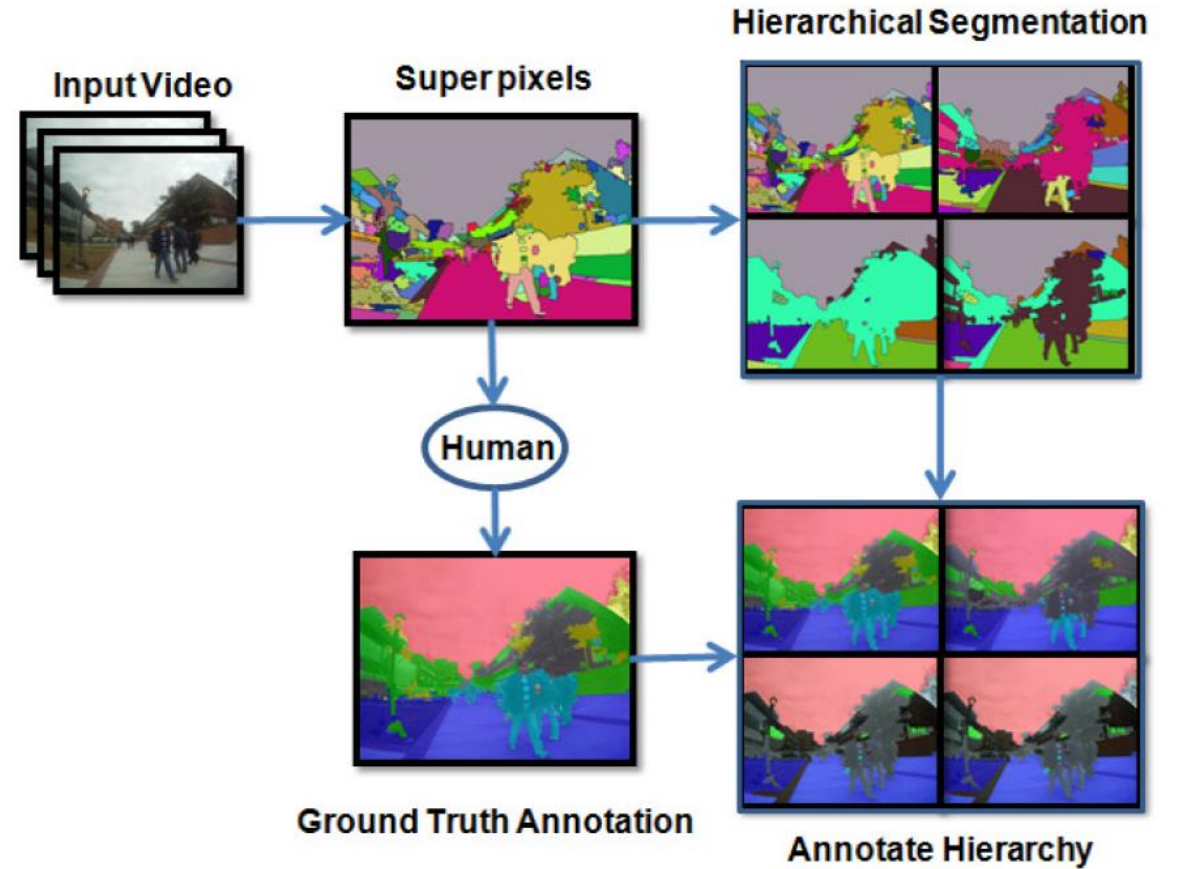 Hierarchical Segmentation
Input Video
Super pixels
Human
Ground Truth Annotation
Annotate Hierarchy